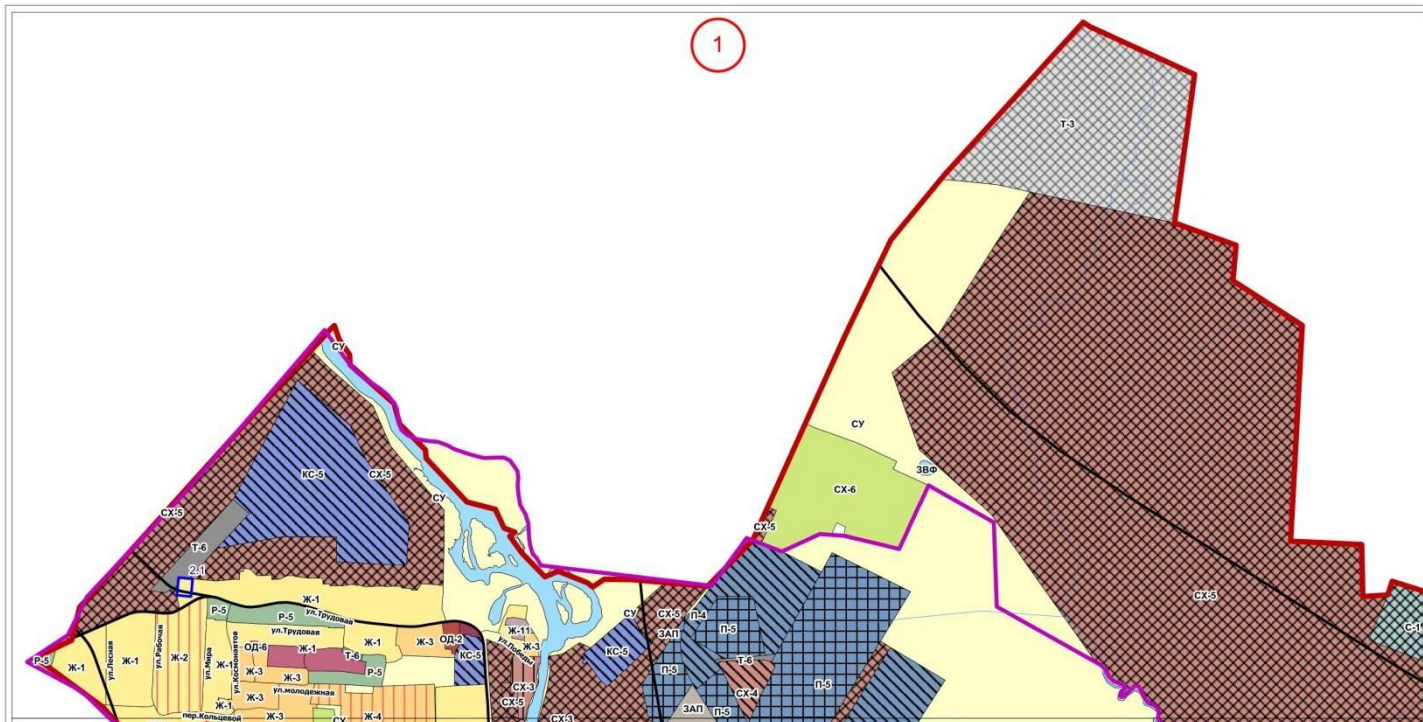 1
Т-3
СУ
СУ
ЗВФ
КС-5
СХ-5
СХ-6
СУ
СХ-5
СХ-5
Т-6
2.1
СХ-5
С-1
Ж-1
Р-5
Р-5
ул.Трудовая
СУ
СХ-5
П-4
П-5
ЗАП
Ж-11
ул.Трудовая
Ж-1
Ж-3
ОД-2
ул.Победы
Ж-3
КС-5
КС-5
Р-5
Ж-1
ул.Лесная
Ж-1
ул.Рабочая
Ж-2
ул.Мира
Ж-1
ул.Космонавтов
ОД-6
Ж-1
Т-6
Р-5
Ж-3
Ж-3
П-5
Т-6
П-5
СХ-3
СХ-4
СХ-5
ул.молодежная
Ж-3
Ж-1
пер.Кольцевой
Ж-3
СУ
Ж-4
СХ-3
ЗАП
П-5